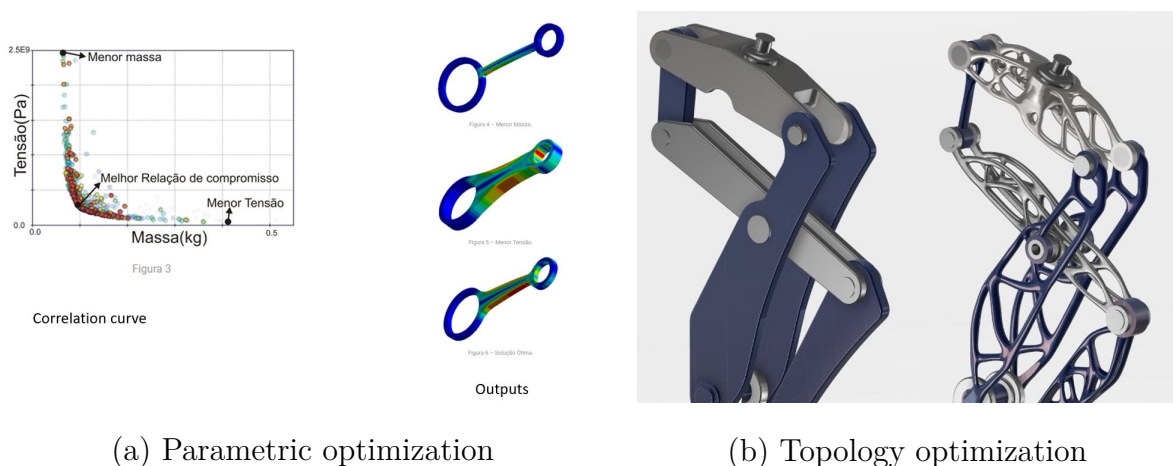 2.5E9
Menor massa
Tensão(Pa)
Melhor Relação de compromisso
Menor Tensão
0.0
0.0
0.5
Massa(kg)
Figura 3
Correlation curve
Figura 4 – Menor Massa.
Figura 5 – Menor Tensão.
Figura 6 – Solução Ótima.
Outputs
(a) Parametric optimization
(b) Topology optimization